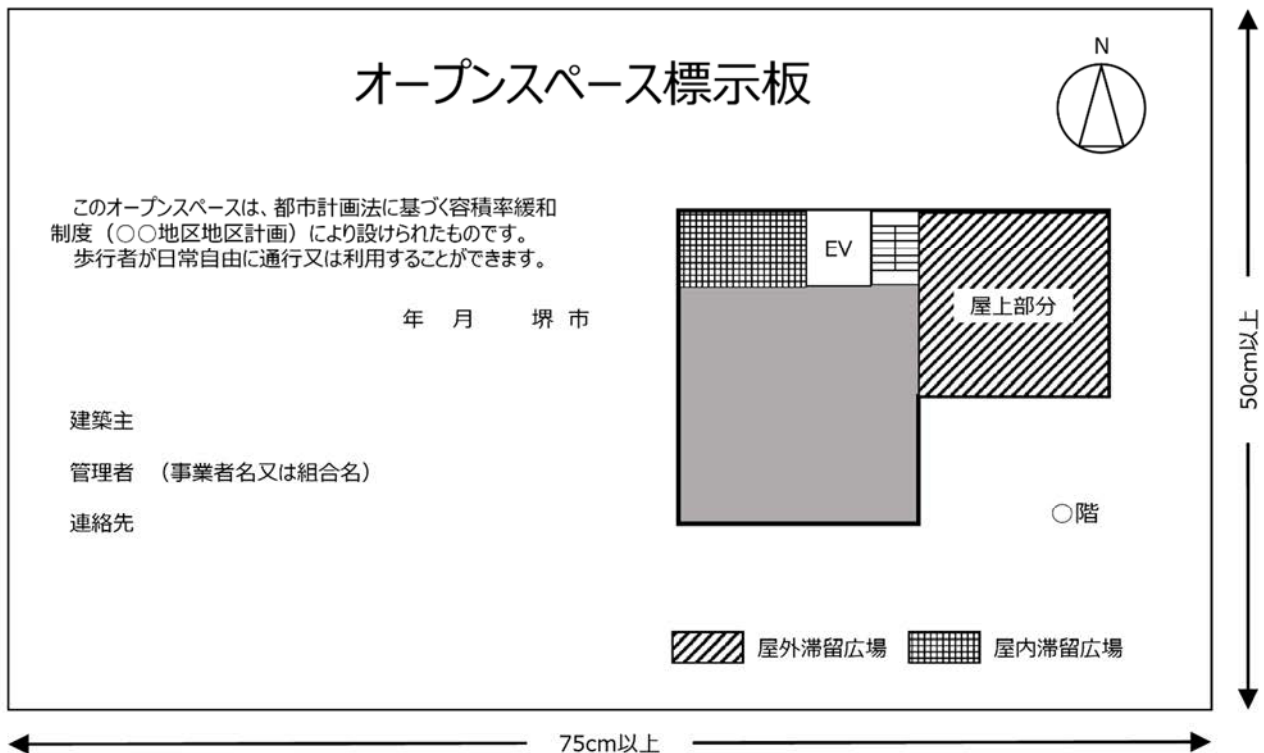 オープンスペース標示板
N
このオープンスペースは、都市計画法に基づく容積率緩和
制度（○○地区地区計画）により設けられたものです。
歩行者が日常自由に通行又は利用することができます。
年 月 堺 市
建築主
管理者 （事業者名又は組合名）
連絡先
EV
屋上部分
○階
屋外滞留広場 屋内滞留広場
50cm以上
75cm以上